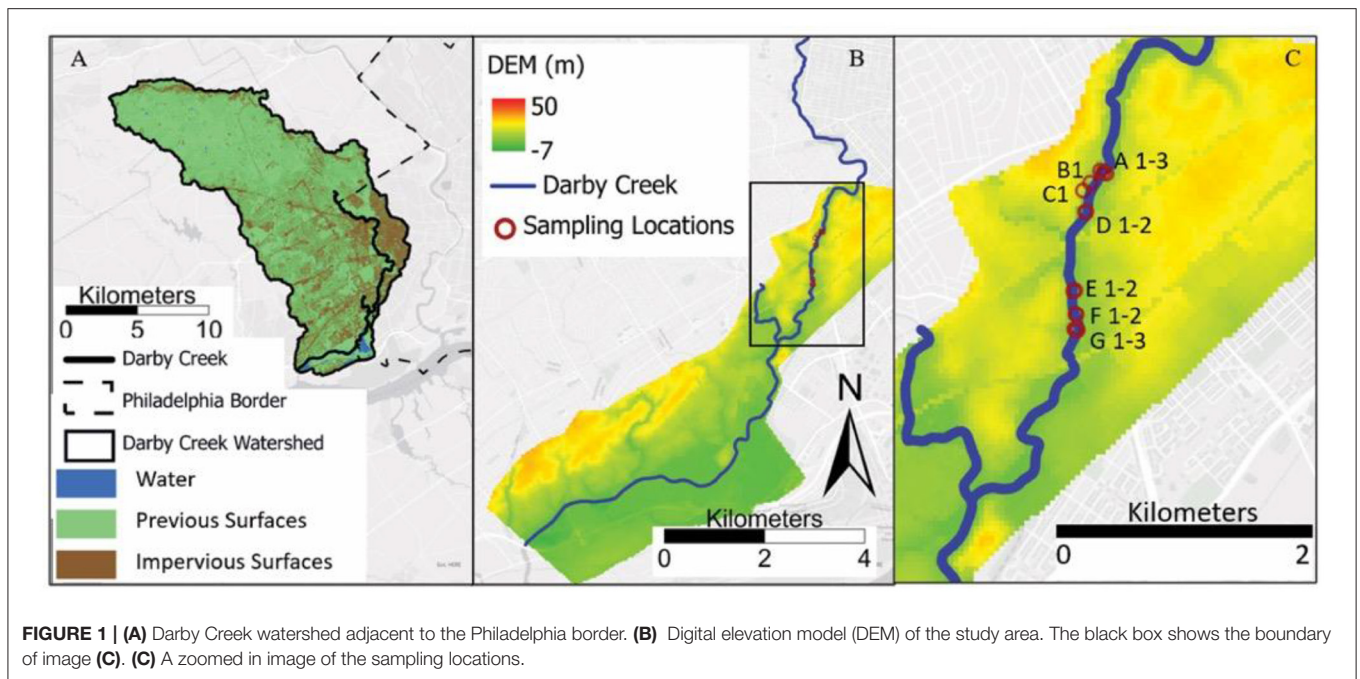 A
Kilometers
0 5 10
Darby Creek
Philadelphia Border
Darby Creek Watershed
Water
Previous Surfaces
Impervious Surfaces
B
DEM (m)
50
-7
Darby Creek
Sampling Locations
N
Kilometers
0 2 4
C
A 1-3
B1
C1
D 1-2
E 1-2
F 1-2
G 1-3
Kilometers
0 2
FIGURE 1 | (A) Darby Creek watershed adjacent to the Philadelphia border. (B) Digital elevation model (DEM) of the study area. The black box shows the boundary
of image (C). (C) A zoomed in image of the sampling locations.